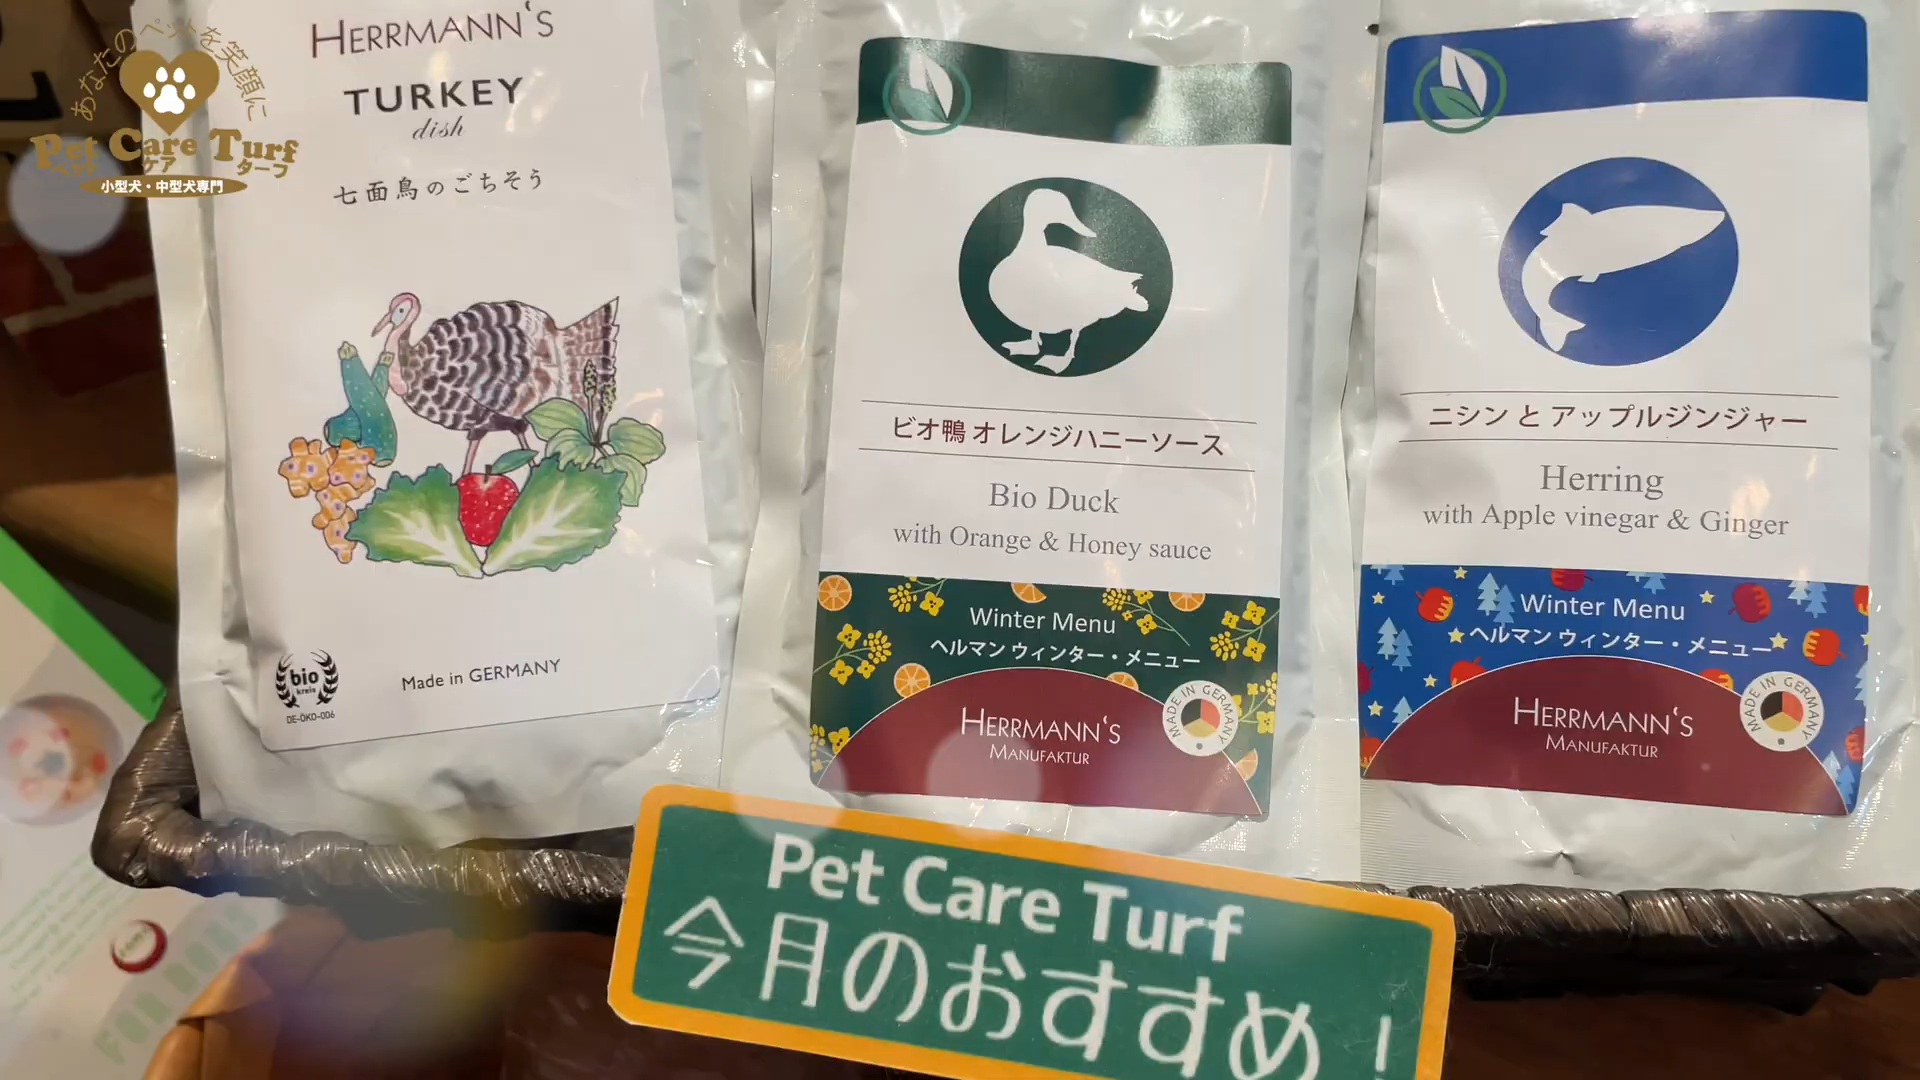 あなたのペットを笑顔に
Pet Care Turf
ペット ケア ターフ
小型犬・中型犬専門
HERRMANN'S
TURKEY
dish
七面鳥のごちそう
bio
kreis
DE-ÖKO-006
Made in GERMANY
ビオ鴨 オレンジハニーソース
Bio Duck
with Orange & Honey sauce
Winter Menu
ヘルマン ウィンター・メニュー
HERRMANN'S
MANUFAKTUR
MADE IN GERMANY
ニシン と アップルジンジャー
Herring
with Apple vinegar & Ginger
Winter Menu
ヘルマン ウィンター・メニュー
HERRMANN'S
MANUFAKTUR
MADE IN GERMANY
Pet Care Turf
今月のおすすめ！
FOR DOGS